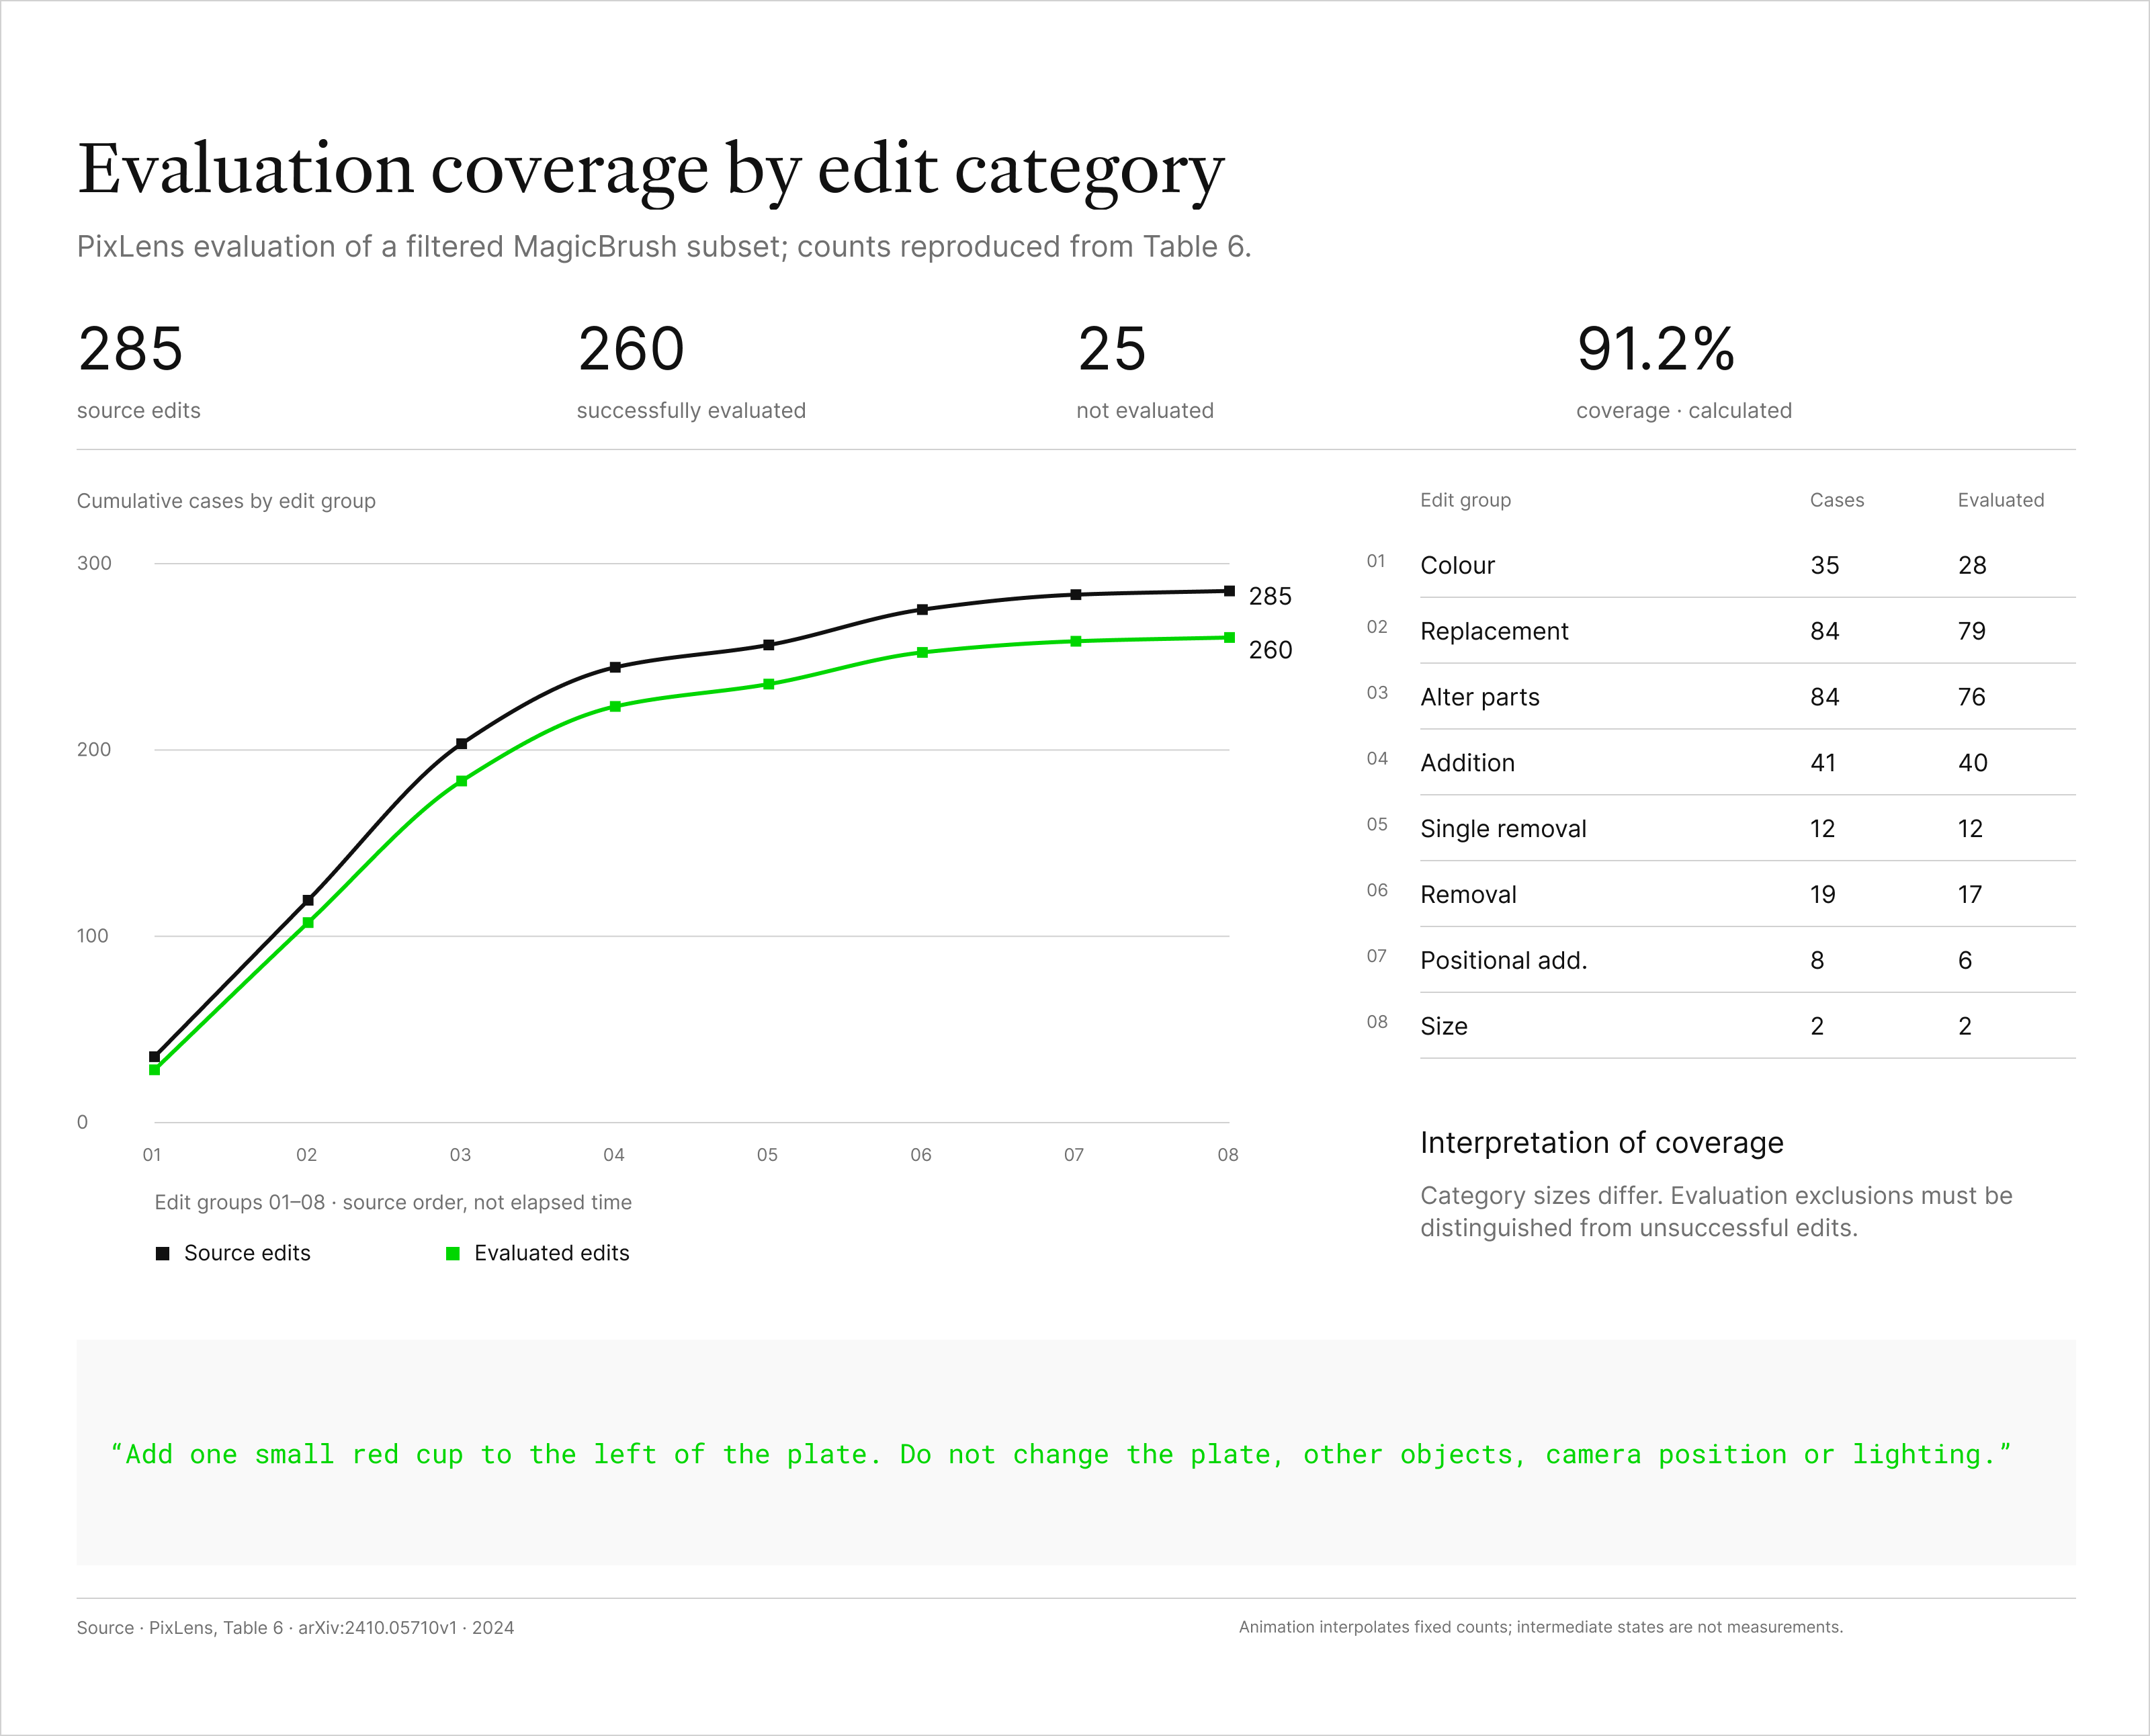 Evaluation coverage by edit category
PixLens evaluation of a filtered MagicBrush subset; counts reproduced from Table 6.
285
source edits
260
successfully evaluated
25
not evaluated
91.2%
coverage · calculated
Cumulative cases by edit group
300
200
100
0
285
260
01 02 03 04 05 06 07 08
Edit groups 01–08 · source order, not elapsed time
Source edits
Evaluated edits
Edit group Cases Evaluated
01 Colour 35 28
02 Replacement 84 79
03 Alter parts 84 76
04 Addition 41 40
05 Single removal 12 12
06 Removal 19 17
07 Positional add. 8 6
08 Size 2 2
Interpretation of coverage
Category sizes differ. Evaluation exclusions must be
distinguished from unsuccessful edits.
“Add one small red cup to the left of the plate. Do not change the plate, other objects, camera position or lighting.”
Source · PixLens, Table 6 · arXiv:2410.05710v1 · 2024
Animation interpolates fixed counts; intermediate states are not measurements.